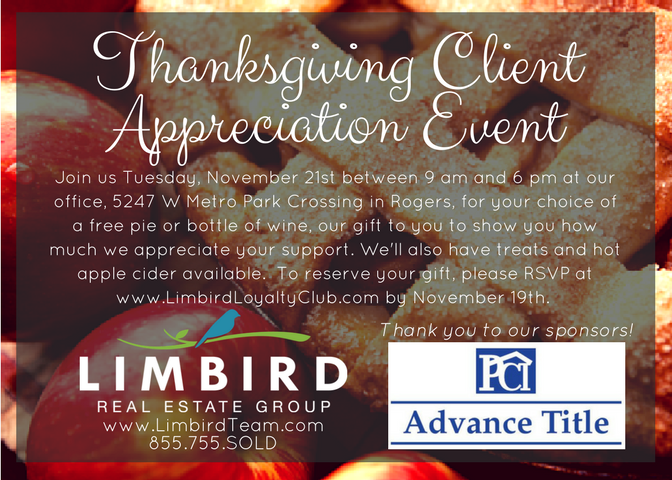 Thanksgiving Client
Appreciation Event
Join us Tuesday, November 21st between 9 am and 6 pm at our
office, 5247 W Metro Park Crossing in Rogers, for your choice of
a free pie or bottle of wine, our gift to you to show you how
much we appreciate your support. We'll also have treats and hot
apple cider available. To reserve your gift, please RSVP at
www.LimbirdLoyaltyClub.com by November 19th.
Thank you to our sponsors!
LIMBIRD
REAL ESTATE GROUP
www.LimbirdTeam.com
855.755.SOLD
PCI
Advance Title